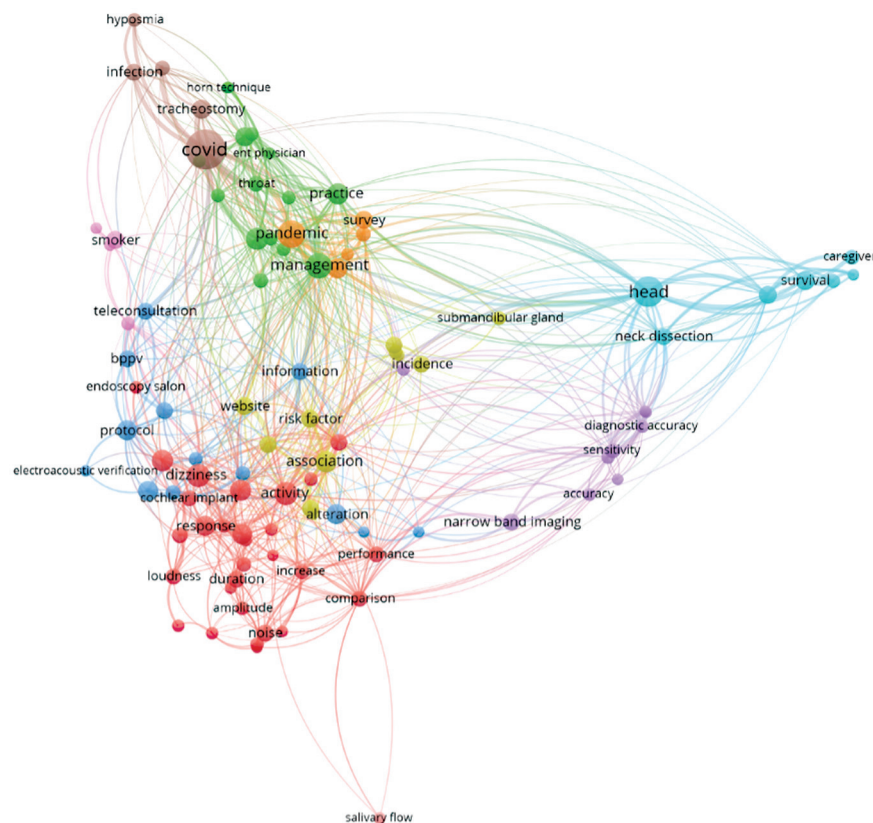 hyposmia
infection
horn technique
tracheostomy
covid
ent physician
throat
practice
survey
smoker
pandemic
management
caregiver
survival
head
teleconsultation
submandibular gland
neck dissection
bppv
information
incidence
endoscopy salon
website
risk factor
diagnostic accuracy
protocol
sensitivity
electroacoustic verification
dizziness
association
cochlear implant
activity
accuracy
response
alteration
narrow band imaging
performance
loudness
duration
increase
amplitude
comparison
noise
salivary flow